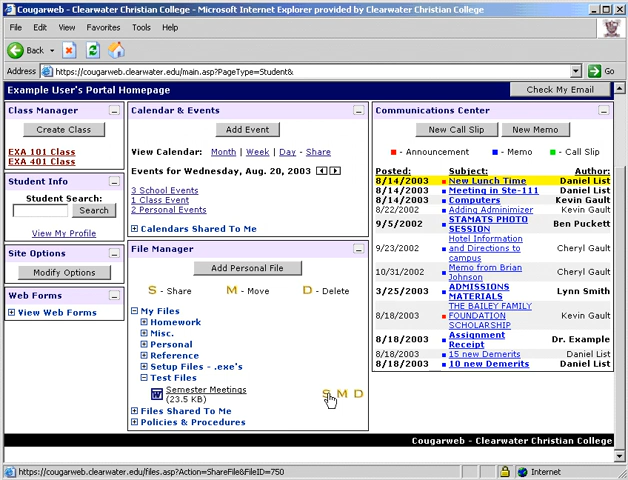 Cougarweb - Clearwater Christian College - Microsoft Internet Explorer provided by Clearwater Christian College
File Edit View Favorites Tools Help
Back
Address https://cougarweb.clearwater.edu/main.asp?PageType=Student& Go
Example User's Portal Homepage
Check My Email
Class Manager
Create Class
EXA 101 Class
EXA 401 Class
Student Info
Student Search:
Search
View My Profile
Site Options
Modify Options
Web Forms
View Web Forms
Calendar & Events
Add Event
View Calendar: Month | Week | Day - Share
Events for Wednesday, Aug. 20, 2003
3 School Events
1 Class Event
2 Personal Events
Calendars Shared To Me
File Manager
Add Personal File
S - Share M - Move D - Delete
My Files
Homework
Misc.
Personal
Reference
Setup Files - .exe's
Test Files
Semester Meetings
(23.5 KB)
S M D
Files Shared To Me
Policies & Procedures
Communications Center
New Call Slip New Memo
- Announcement - Memo - Call Slip
Posted: Subject: Author:
8/14/2003 New Lunch Time Daniel List
8/14/2003 Meeting in Ste-111 Daniel List
8/14/2003 Computers Kevin Gault
8/22/2002 Adding Adminimizer Kevin Gault
9/5/2002 STAMATS PHOTO SESSION Ben Puckett
9/23/2002 Hotel Information and Directions to campus Cheryl Gault
10/31/2002 Memo from Brian Johnson Cheryl Gault
3/25/2003 ADMISSIONS MATERIALS Lynn Smith
8/18/2003 THE BAILEY FAMILY FOUNDATION SCHOLARSHIP Kevin Gault
8/18/2003 Assignment Receipt Dr. Example
8/18/2003 15 new Demerits Daniel List
8/18/2003 10 new Demerits Daniel List
Cougarweb - Clearwater Christian College
https://cougarweb.clearwater.edu/files.asp?Action=ShareFile&FileID=750
Internet